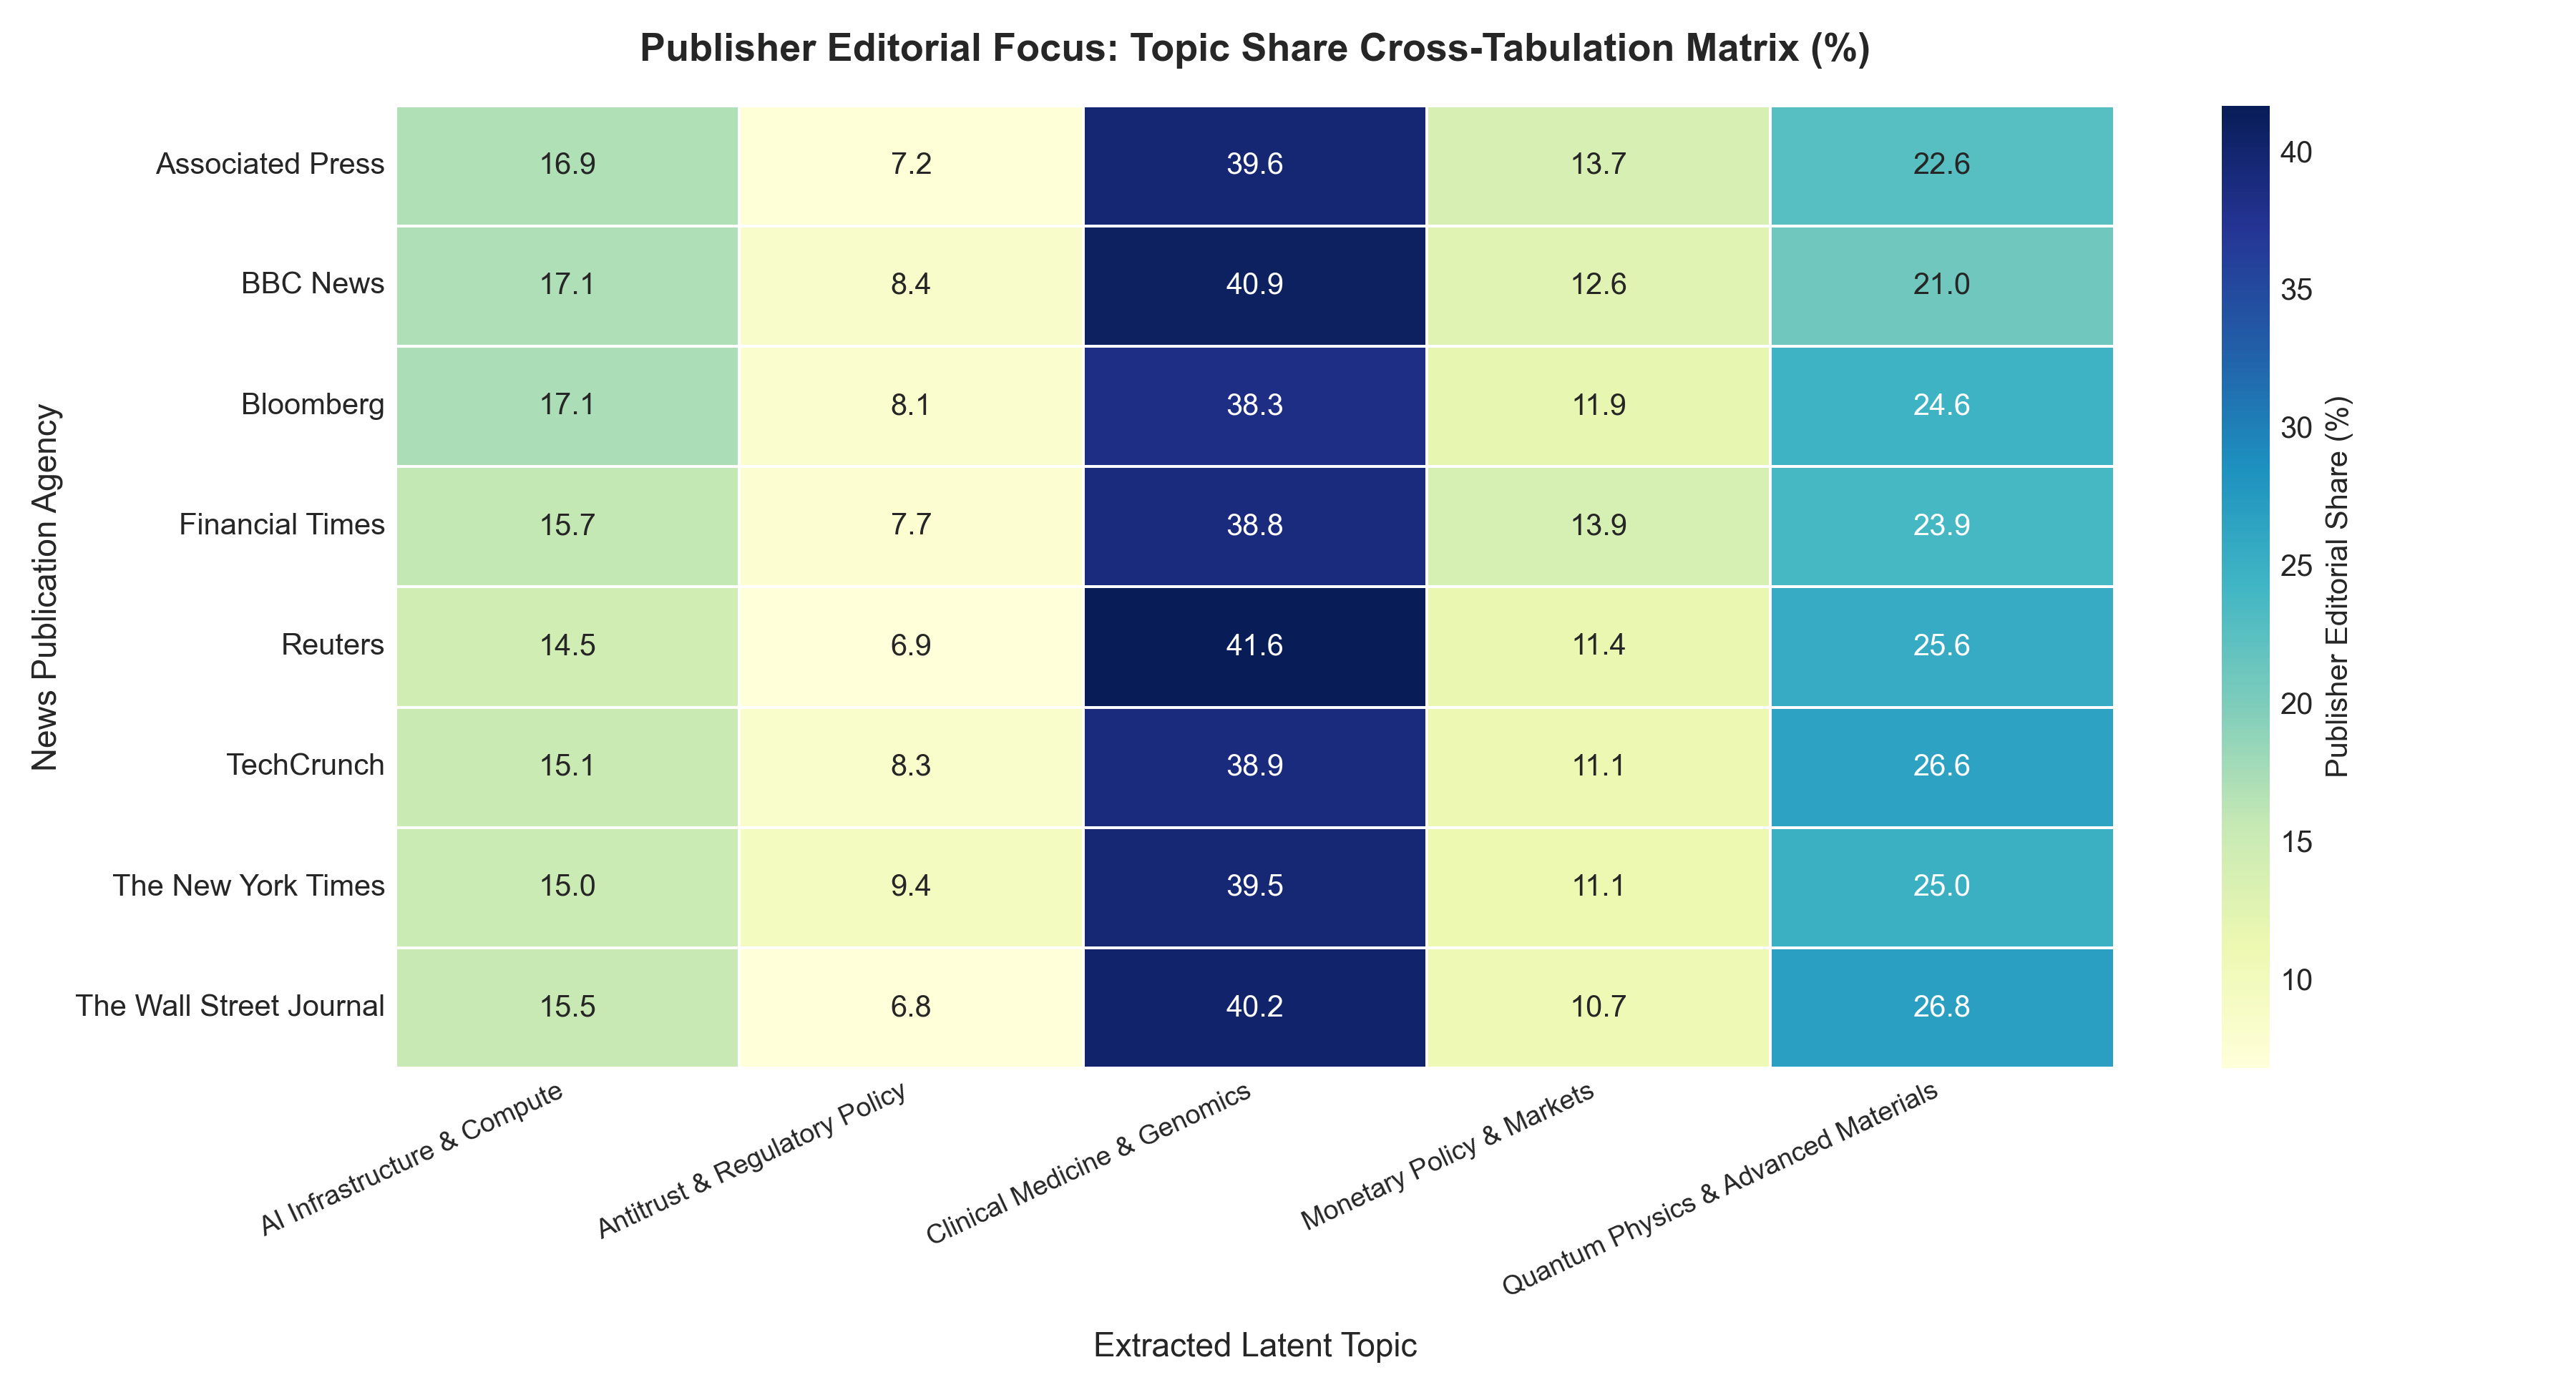 Publisher Editorial Focus: Topic Share Cross-Tabulation Matrix (%)
News Publication Agency
Associated Press 16.9 7.2 39.6 13.7 22.6
BBC News 17.1 8.4 40.9 12.6 21.0
Bloomberg 17.1 8.1 38.3 11.9 24.6
Financial Times 15.7 7.7 38.8 13.9 23.9
Reuters 14.5 6.9 41.6 11.4 25.6
TechCrunch 15.1 8.3 38.9 11.1 26.6
The New York Times 15.0 9.4 39.5 11.1 25.0
The Wall Street Journal 15.5 6.8 40.2 10.7 26.8
AI Infrastructure & Compute
Antitrust & Regulatory Policy
Clinical Medicine & Genomics
Monetary Policy & Markets
Quantum Physics & Advanced Materials
Extracted Latent Topic
40
35
30
25
20
15
10
Publisher Editorial Share (%)